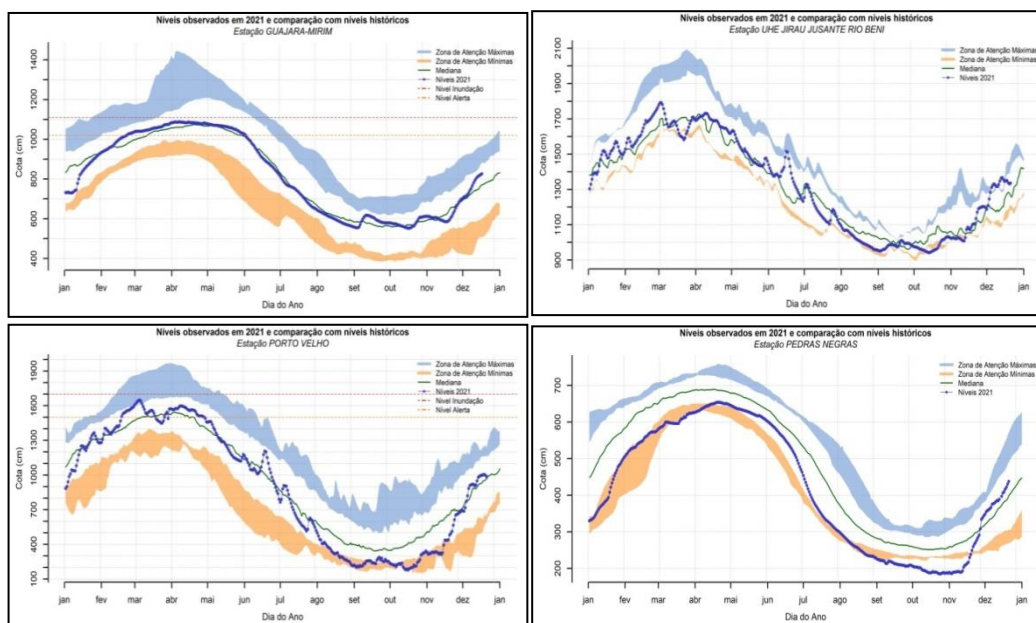 Níveis observados em 2021 e comparação com níveis históricos
Estação GUAJARA-MIRIM
Zona de Atenção Máximas
Zona de Atenção Mínimas
Mediana
Níveis 2021
Nível Inundação
Nível Alerta
Cota (cm)
1400
1200
1000
800
600
400
jan fev mar abr mai jun jul ago set out nov dez jan
Dia do Ano
Níveis observados em 2021 e comparação com níveis históricos
Estação UHE JIRAU JUSANTE RIO BENI
Zona de Atenção Máximas
Zona de Atenção Mínimas
Mediana
Níveis 2021
Cota (cm)
2100
1900
1700
1500
1300
1100
900
jan fev mar abr mai jun jul ago set out nov dez jan
Dia do Ano
Níveis observados em 2021 e comparação com níveis históricos
Estação PORTO VELHO
Zona de Atenção Máximas
Zona de Atenção Mínimas
Mediana
Níveis 2021
Nível Inundação
Nível Alerta
Cota (cm)
1900
1600
1300
1000
700
400
100
jan fev mar abr mai jun jul ago set out nov dez jan
Dia do Ano
Níveis observados em 2021 e comparação com níveis históricos
Estação PEDRAS NEGRAS
Zona de Atenção Máximas
Zona de Atenção Mínimas
Mediana
Níveis 2021
Cota (cm)
700
600
500
400
300
200
jan fev mar abr mai jun jul ago set out nov dez jan
Dia do Ano